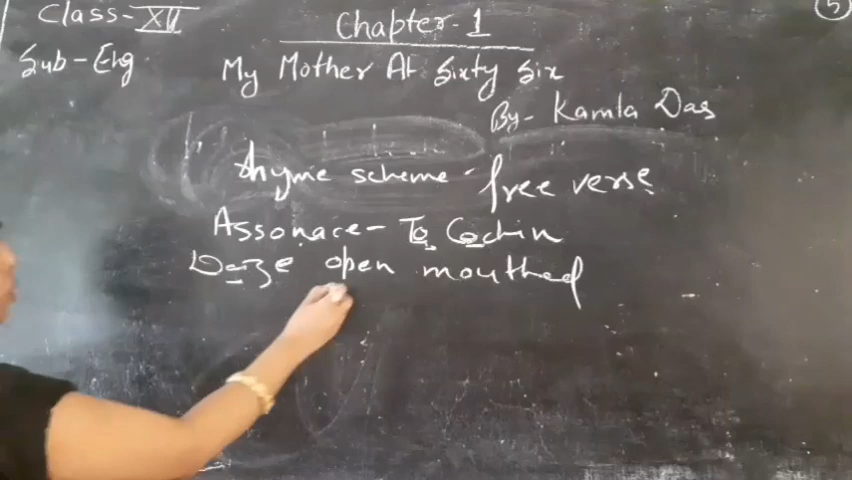 Class-XII
Chapter-1
5
Sub-Eng.
My Mother At Sixty Six
By- Kamla Das
rhyme scheme - free verse
Assonace- To Cochin
Doze open mouthed